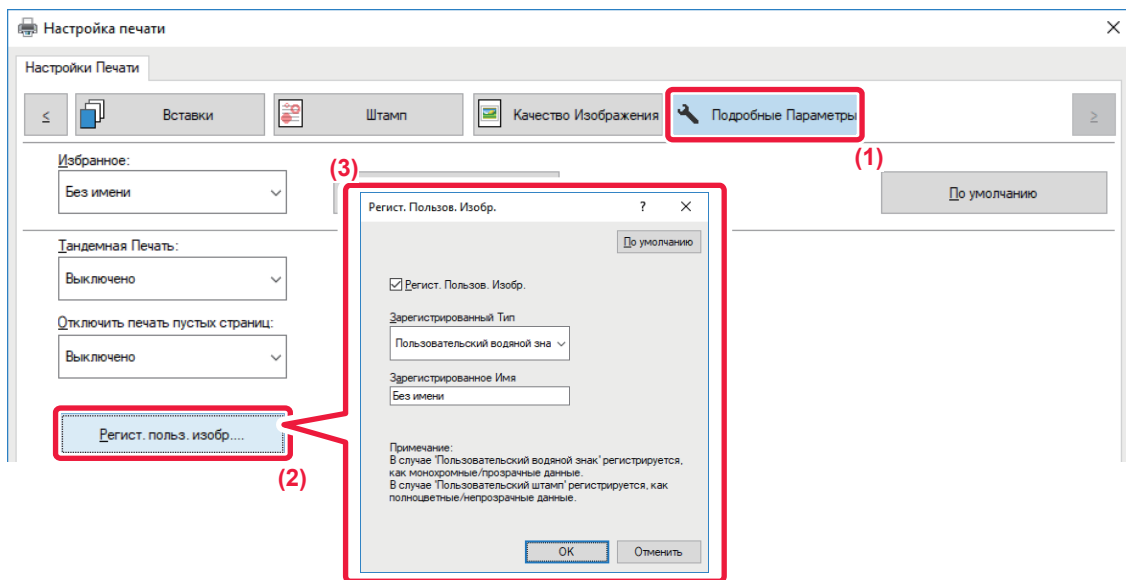 Настройка печати
Настройки Печати
< Вставки Штамп Качество Изображения Подробные Параметры >
(1)
Избранное:
Без имени
По умолчанию
(3)
Регист. Пользов. Изобр. ?
По умолчанию
Регист. Пользов. Изобр.
Зарегистрированный Тип
Пользовательский водяной зна
Зарегистрированное Имя
Без имени
Примечание:
В случае 'Пользовательский водяной знак' регистрируется,
как монохромные/прозрачные данные.
В случае 'Пользовательский штамп' регистрируется, как
полноцветные/непрозрачные данные.
OK Отменить
Тандемная Печать:
Выключено
Отключить печать пустых страниц:
Выключено
Регист. польз. изобр....
(2)